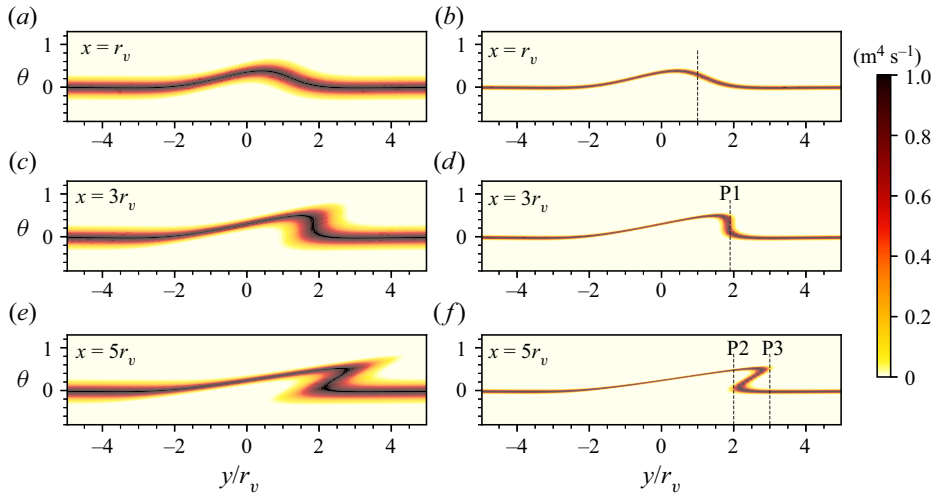 (a) (b)
(m⁴ s⁻¹)
x = r_v x = r_v
θ 1 0 1 0
1.0
−4 −2 0 2 4 −4 −2 0 2 4
0.8
(c) (d)
x = 3r_v x = 3r_v P1
θ 1 0 1 0
0.6
−4 −2 0 2 4 −4 −2 0 2 4
0.4
(e) (f)
x = 5r_v x = 5r_v P2 P3
θ 1 0 1 0
0.2
0
−4 −2 0 2 4 −4 −2 0 2 4
y/r_v y/r_v